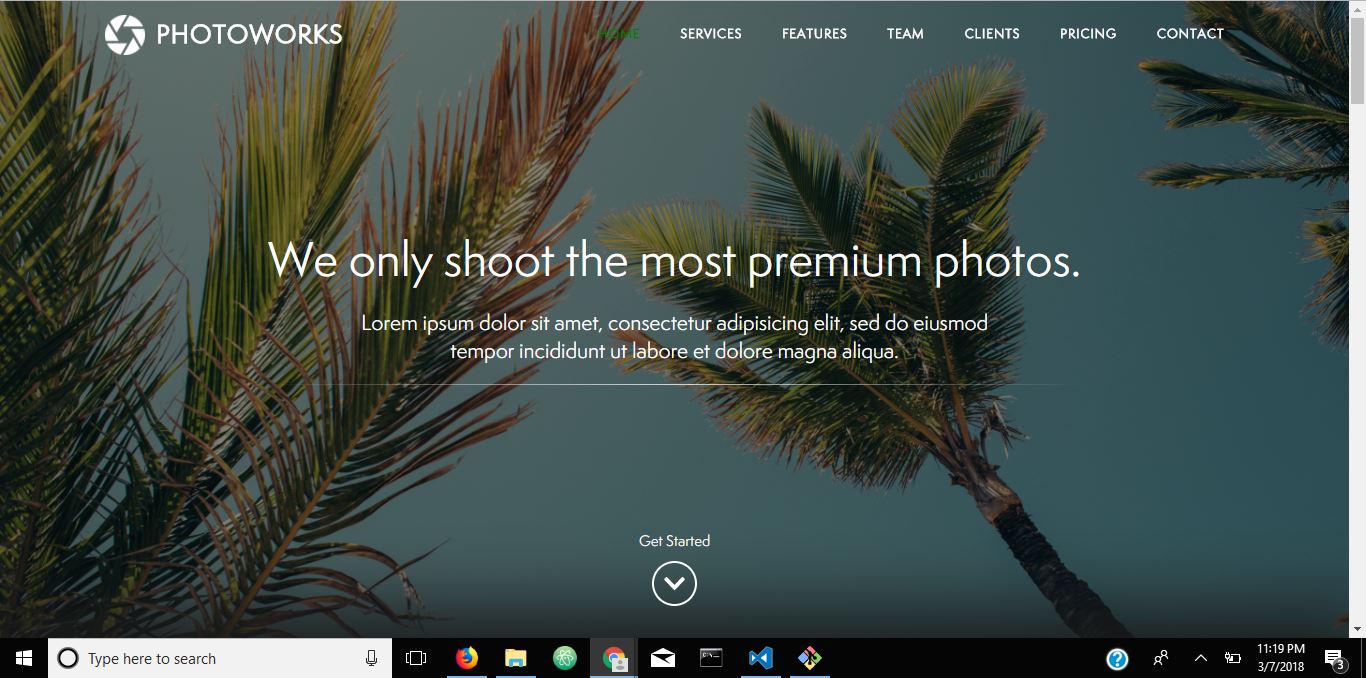 PHOTOWORKS
HOME SERVICES FEATURES TEAM CLIENTS PRICING CONTACT
We only shoot the most premium photos.
Lorem ipsum dolor sit amet, consectetur adipisicing elit, sed do eiusmod
tempor incididunt ut labore et dolore magna aliqua.
Get Started
Type here to search
11:19 PM
3/7/2018
3